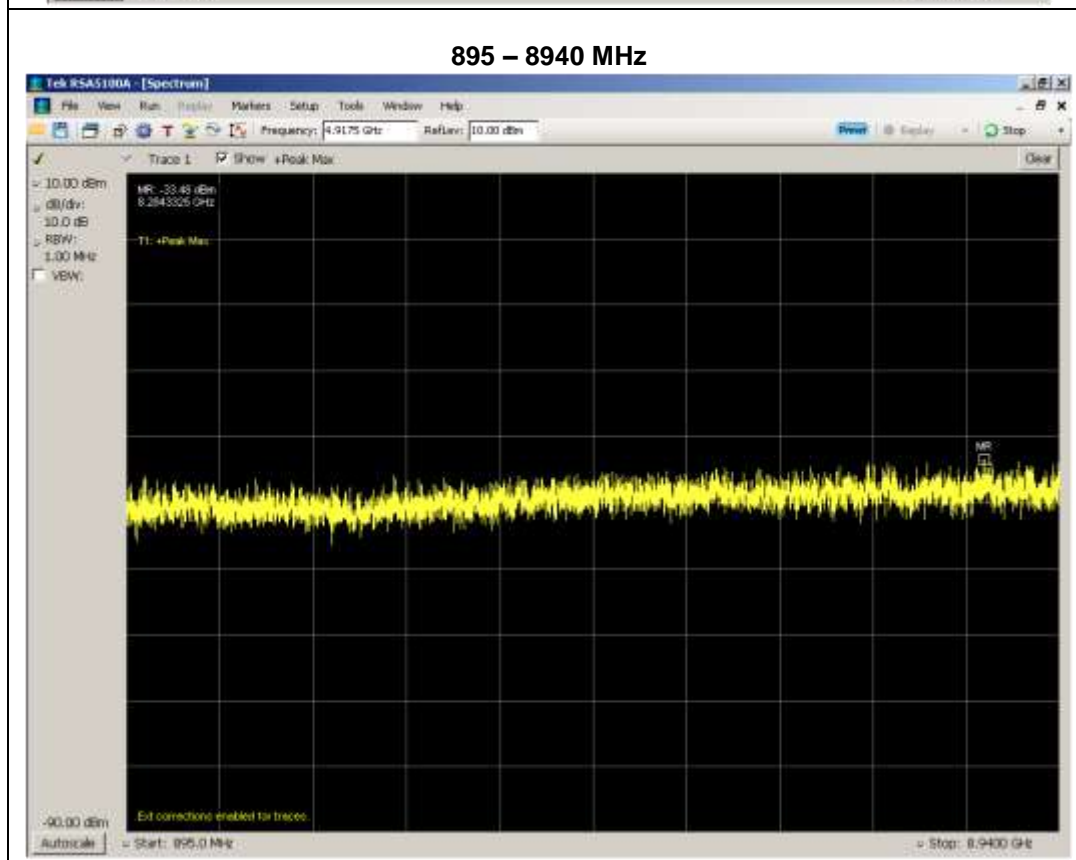 895 – 8940 MHz
Tek RSA5100A - [Spectrum]
File View Run Replay Markers Setup Tools Window Help
Frequency: 4.9175 GHz RefLev: 10.00 dBm Preset Replay Stop
Trace 1 Show +Peak Max Clear
10.00 dBm
dB/div:
10.0 dB
RBW:
1.00 MHz
VBW:
MR: -33.48 dBm
8.2843325 GHz
T1: +Peak Max
MR
Ext corrections enabled for traces.
-90.00 dBm
Autoscale Start: 895.0 MHz Stop: 8.9400 GHz